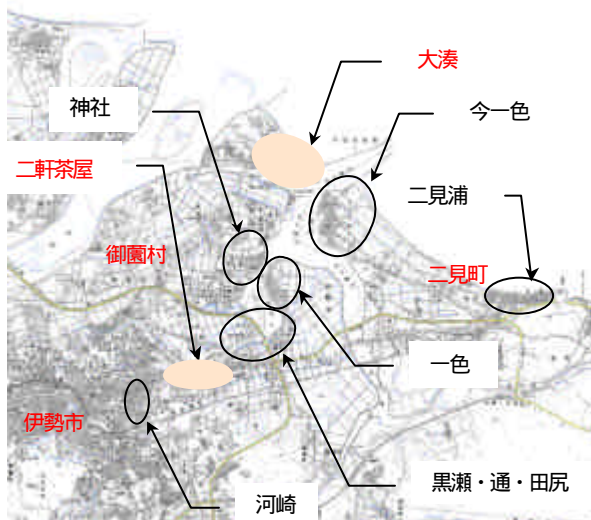 大湊
神社
今一色
二軒茶屋
二見浦
御園村
二見町
一色
伊勢市
黒瀬・通・田尻
河崎